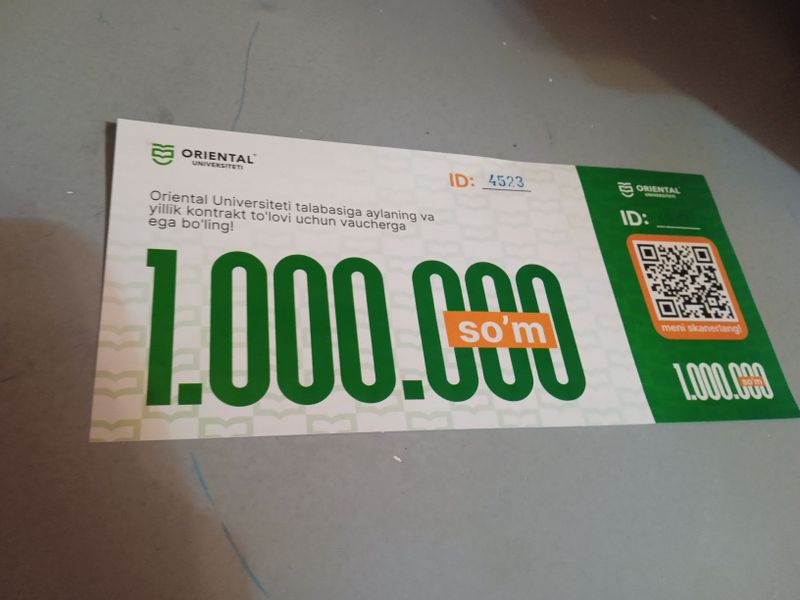 ORIENTAL
UNIVERSITETI
ID: 4523
Oriental Universiteti talabasiga aylaning va
yillik kontrakt to'lovi uchun vaucherga
ega bo'ling!
1.000.000
so'm
ORIENTAL
UNIVERSITETI
ID:
meni skanerlang!
1.000.000
so'm